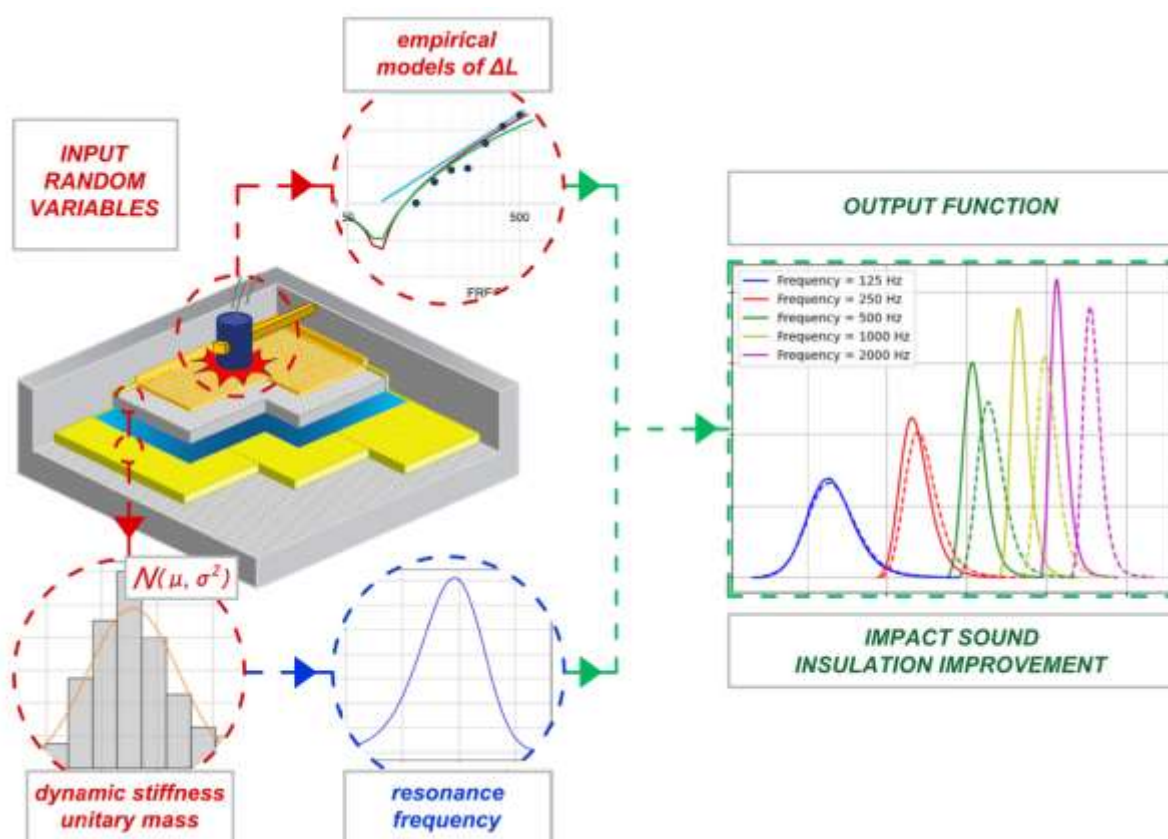 empirical
models of ΔL
INPUT
RANDOM
VARIABLES
50
500
OUTPUT FUNCTION
Frequency = 125 Hz
Frequency = 250 Hz
Frequency = 500 Hz
Frequency = 1000 Hz
Frequency = 2000 Hz
N(μ, σ²)
IMPACT SOUND
INSULATION IMPROVEMENT
dynamic stiffness
unitary mass
resonance
frequency